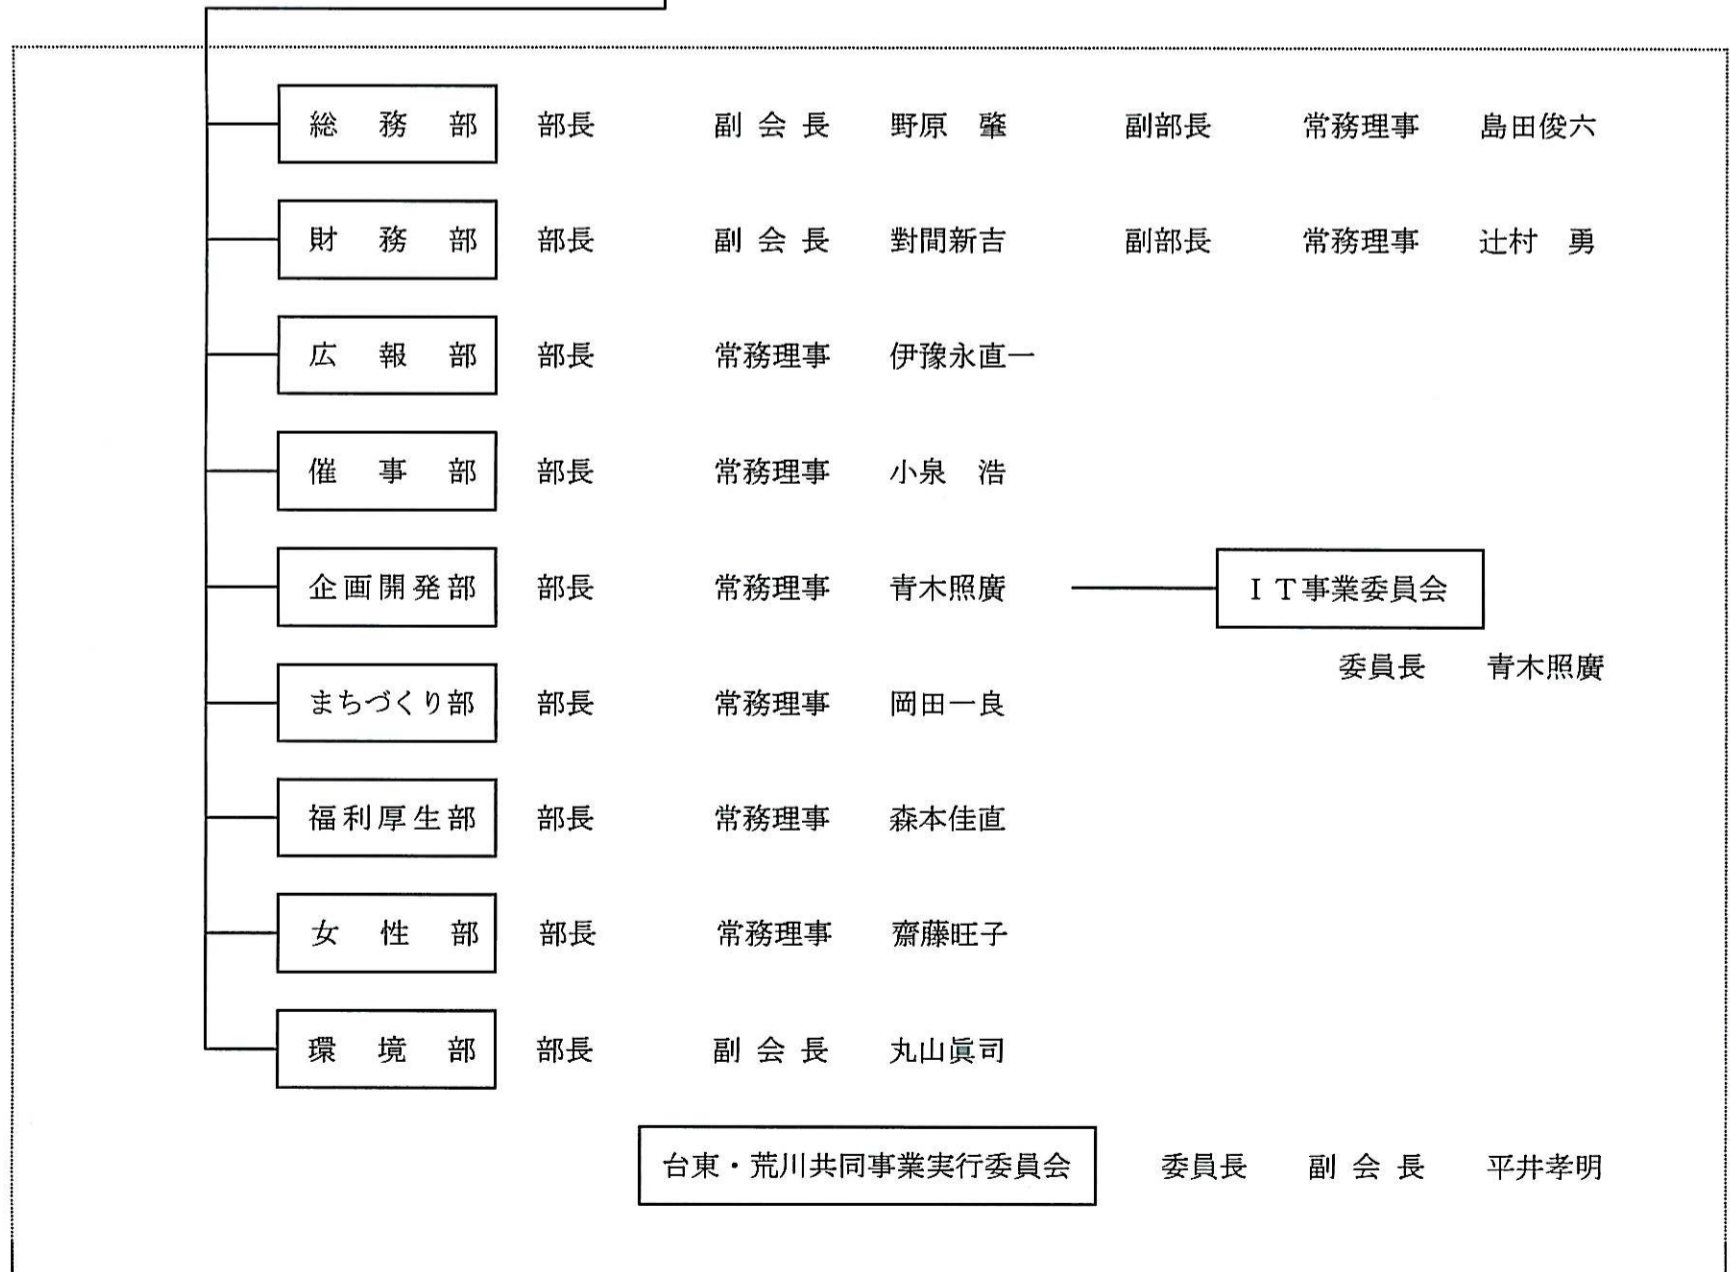 総務部 部長 副会長 野原 肇 副部長 常務理事 島田俊六
財務部 部長 副会長 對間新吉 副部長 常務理事 辻村 勇
広報部 部長 常務理事 伊豫永直一
催事部 部長 常務理事 小泉 浩
企画開発部 部長 常務理事 青木照廣 ＩＴ事業委員会
委員長 青木照廣
まちづくり部 部長 常務理事 岡田一良
福利厚生部 部長 常務理事 森本佳直
女性部 部長 常務理事 齋藤旺子
環境部 部長 副会長 丸山眞司
台東・荒川共同事業実行委員会 委員長 副会長 平井孝明